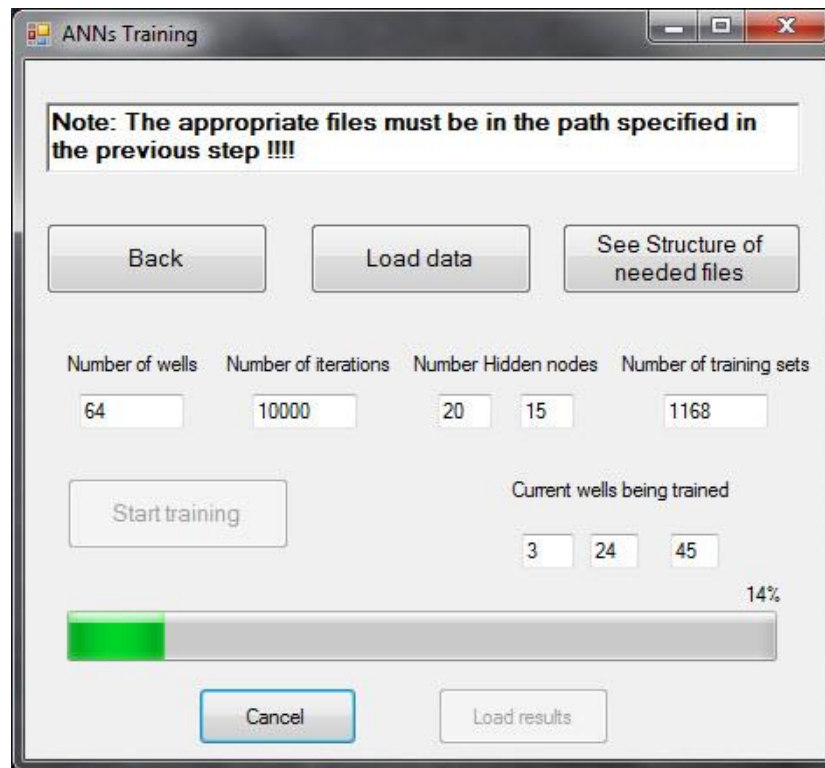 ANNs Training
Note: The appropriate files must be in the path specified in
the previous step !!!!
Back
Load data
See Structure of
needed files
Number of wells
Number of iterations
Number Hidden nodes
Number of training sets
64
10000
20
15
1168
Start training
Current wells being trained
3
24
45
14%
Cancel
Load results